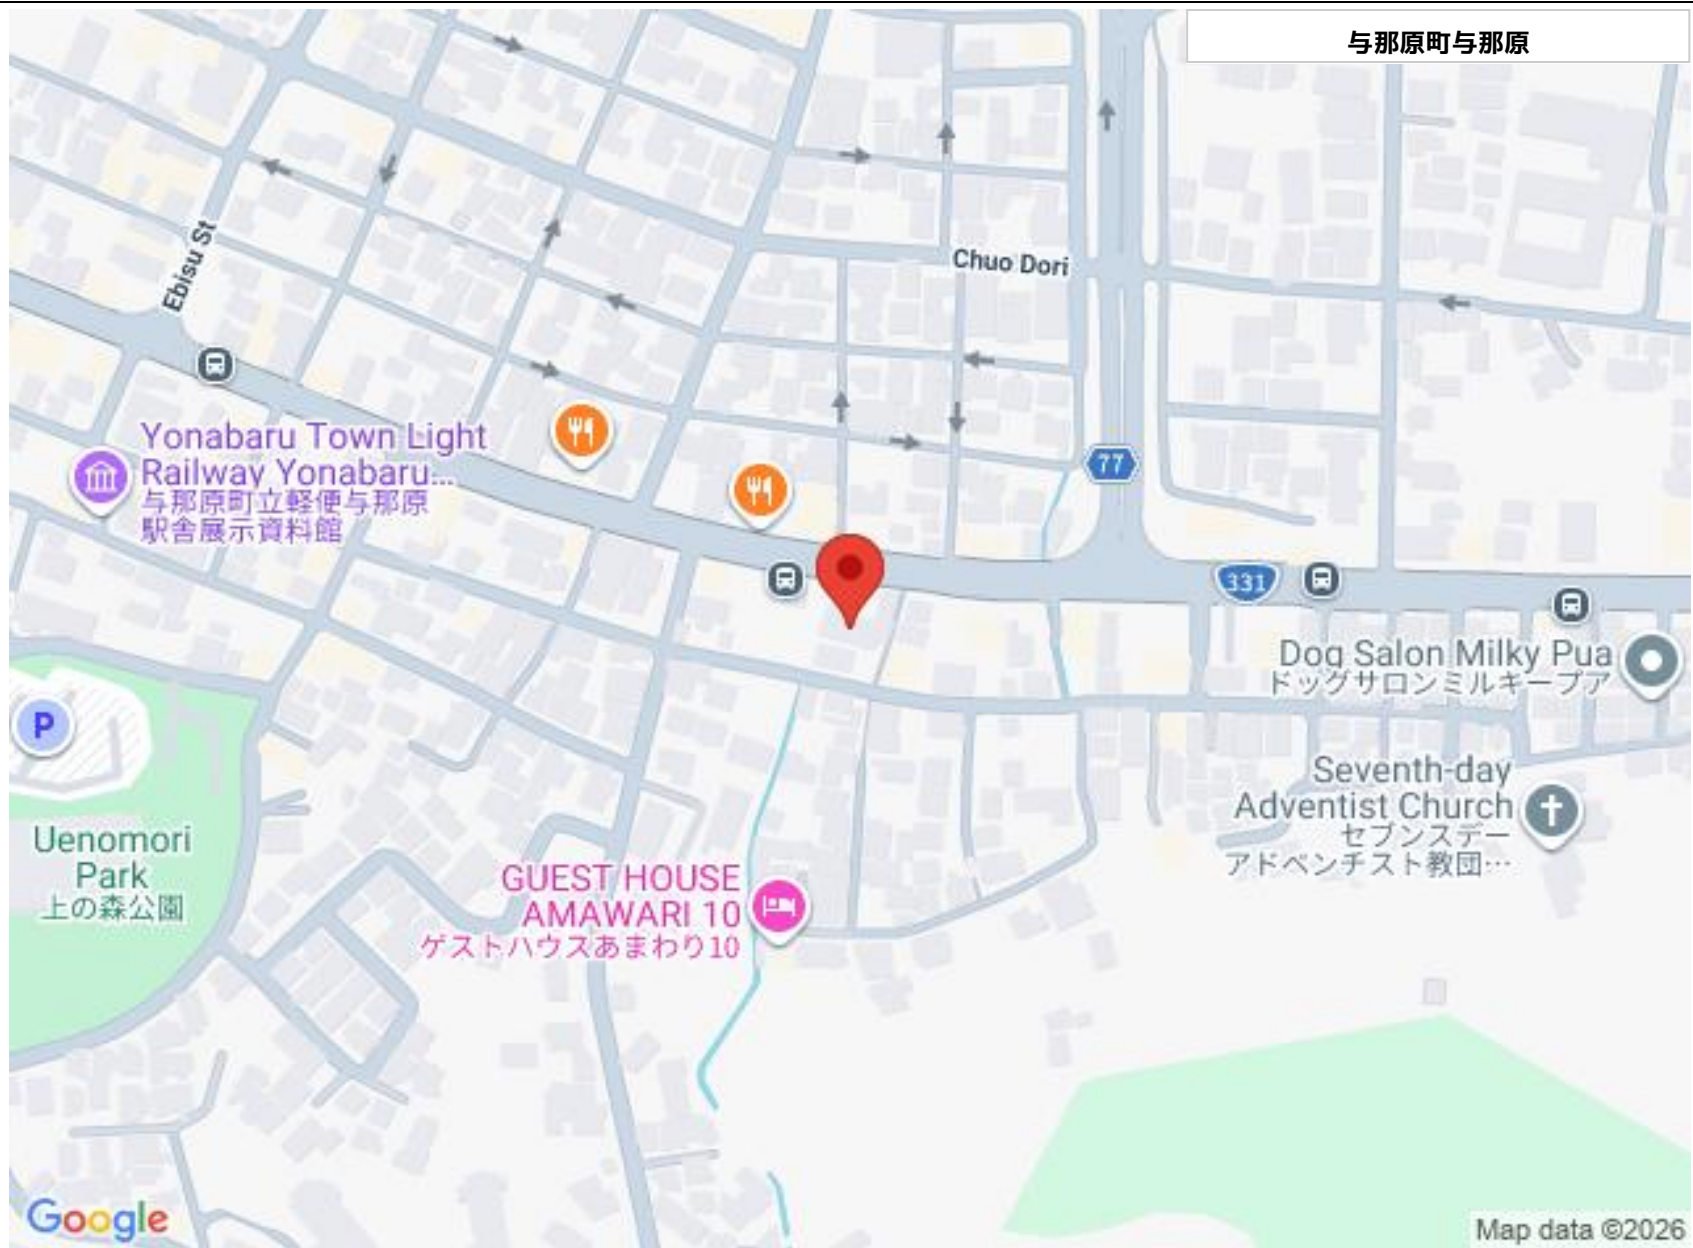 与那原町与那原
Ebisu St
Chuo Dori
Yonabaru Town Light
Railway Yonabaru...
与那原町立軽便与那原
駅舎展示資料館
77
331
Dog Salon Milky Pua
ドッグサロンミルキープア
P
Seventh-day
Adventist Church
セブンスデー
アドベンチスト教団…
Uenomori
Park
上の森公園
GUEST HOUSE
AMAWARI 10
ゲストハウスあまわり10
Google
Map data ©2026